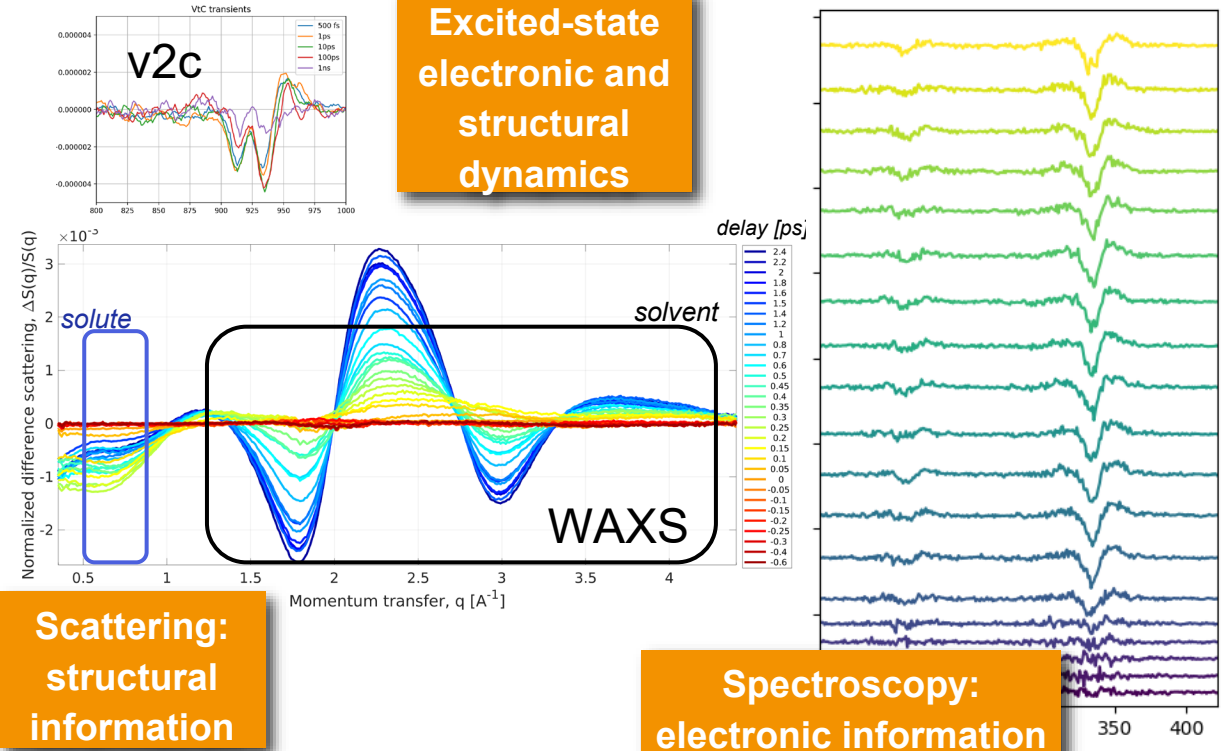 VtC transients
0.000004
0.000002
0.000000
-0.000002
-0.000004
v2c
500 fs
1ps
10ps
100ps
1ns
800 825 850 875 900 925 950 975 1000
Excited-state
electronic and
structural
dynamics
×10⁻³
delay [ps]
Normalized difference scattering, ΔS(q)/S(q)
3
2
1
0
-1
-2
solute
solvent
WAXS
2.4
2.2
2
1.8
1.6
1.5
1.4
1.2
1
0.8
0.7
0.6
0.5
0.45
0.4
0.35
0.3
0.25
0.2
0.15
0.1
0.05
0
-0.05
-0.1
-0.15
-0.2
-0.25
-0.3
-0.4
-0.6
0.5 1 1.5 2 2.5 3 3.5 4
Momentum transfer, q [A⁻¹]
Scattering:
structural
information
Spectroscopy:
electronic information
350 400